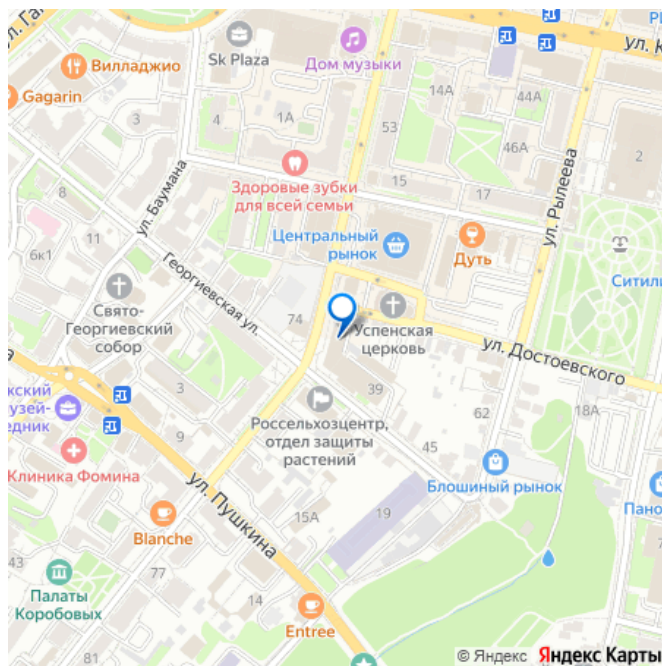 ул. Га
Вилладжио
Sk Plaza
Дом музыки
ул. К
Gagarin
3
4
1А
53
14А
44А
46А
2
8
11
ул. Баумана
Здоровые зубки
для всей семьи
15
17
ул. Рылеева
6к1
Георгиевская ул.
Центральный
рынок
Дуть
Ситили
Свято-
Георгиевский
собор
74
Успенская
церковь
ул. Достоевского
3
39
жский
узей-
едник
9
Россельхозцентр,
отдел защиты
растений
62
18А
45
Клиника Фомина
Блошиный рынок
ул. Пушкина
19
Пано
15А
Blanche
43
77
Палаты
Коробовых
14
Entree
81
© Яндекс Яндекс Карты